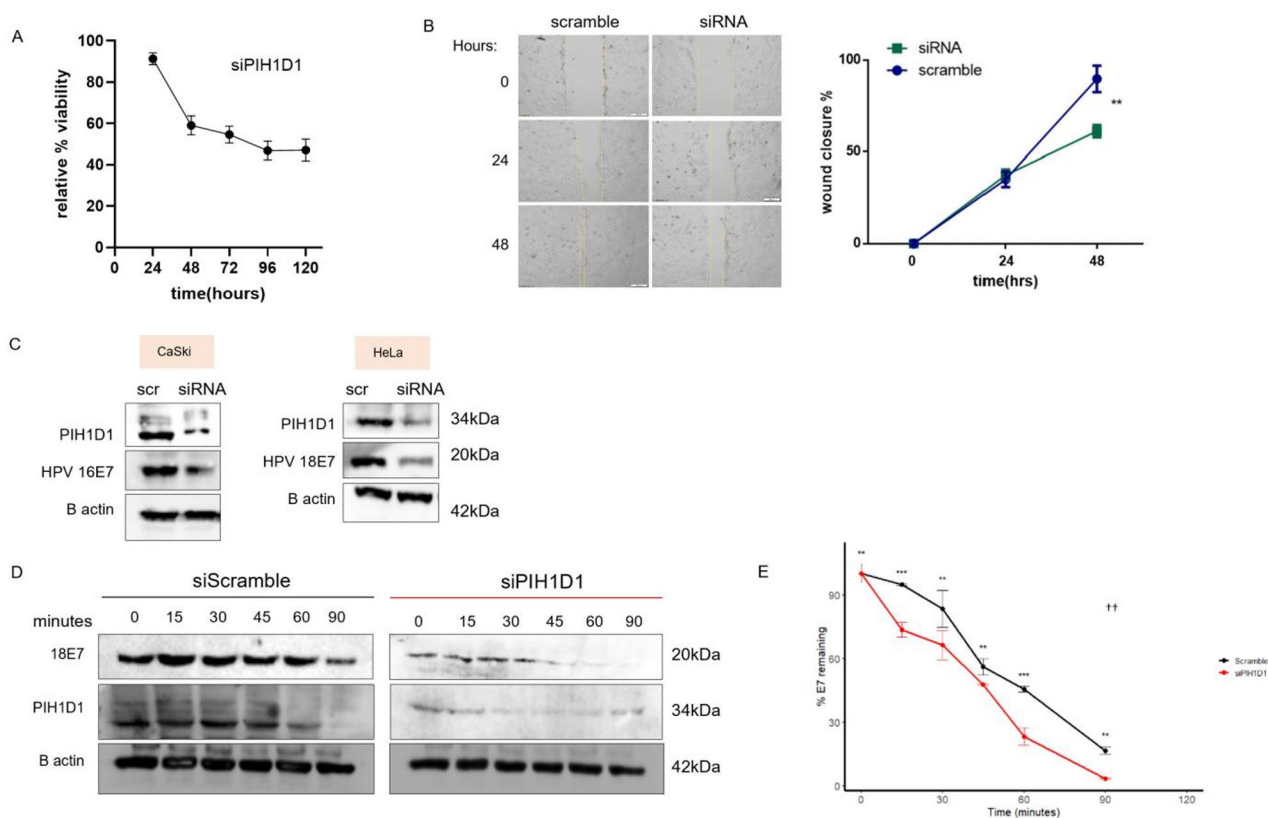 A
100
80
60
40
20
0
relative % viability
siPIH1D1
0 24 48 72 96 120
time(hours)
B
scramble siRNA
Hours:
0
24
48
siRNA
scramble
wound closure %
100
50
0
**
0 24 48
time(hrs)
C
CaSki
scr siRNA
PIH1D1
HPV 16E7
B actin
HeLa
scr siRNA
PIH1D1 34kDa
HPV 18E7 20kDa
B actin 42kDa
D
siScramble siPIH1D1
minutes 0 15 30 45 60 90 0 15 30 45 60 90
18E7 20kDa
PIH1D1 34kDa
B actin 42kDa
E
% E7 remaining
90
60
30
0
** *** ** ** *** **
††
Scramble
siPIH1D1
0 30 60 90 120
Time (minutes)